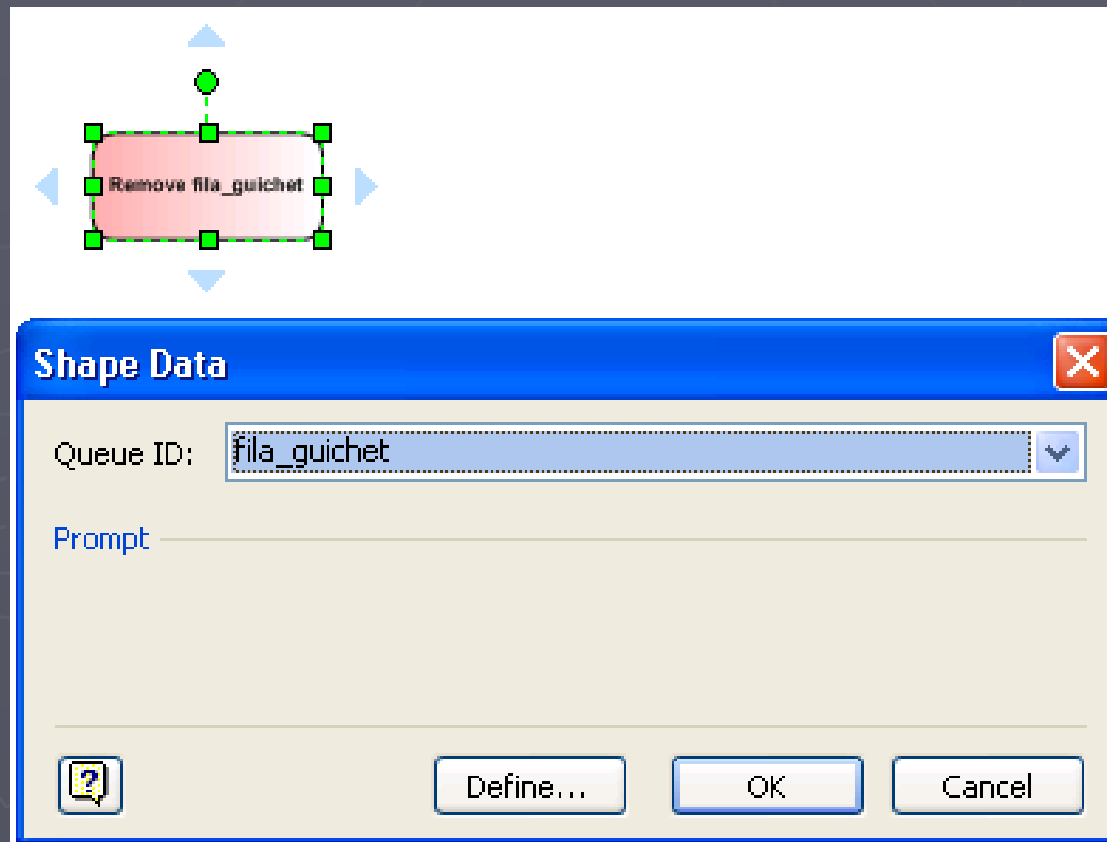 Remove fila_guichet
Shape Data
Queue ID: fila_guichet
Prompt
Define... OK Cancel